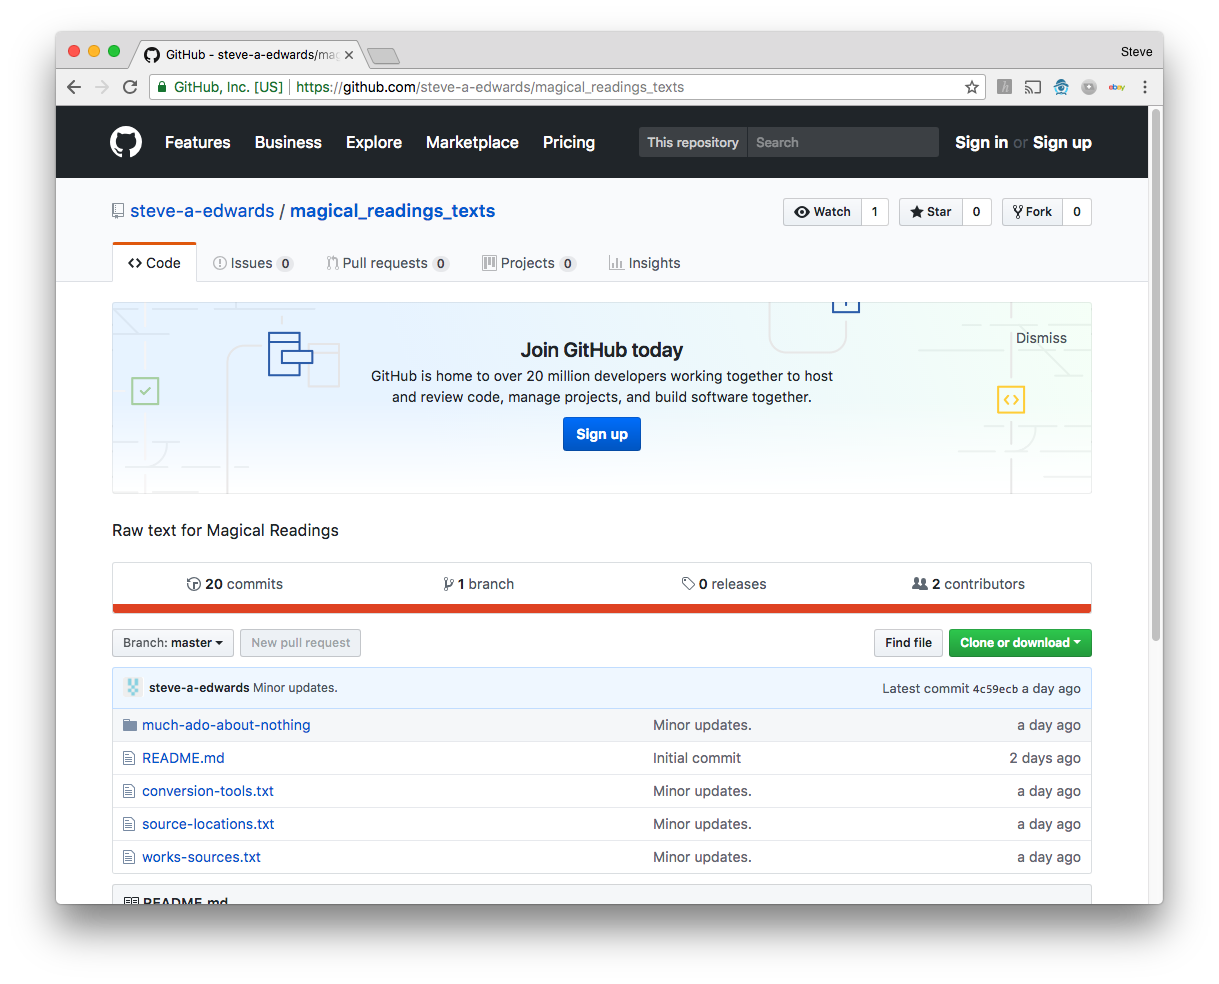 GitHub - steve-a-edwards/mag
Steve
GitHub, Inc. [US] https://github.com/steve-a-edwards/magical_readings_texts
ebay
Features Business Explore Marketplace Pricing This repository Search Sign in or Sign up
steve-a-edwards / magical_readings_texts Watch 1 Star 0 Fork 0
Code Issues 0 Pull requests 0 Projects 0 Insights
Dismiss
Join GitHub today
GitHub is home to over 20 million developers working together to host
and review code, manage projects, and build software together.
Sign up
Raw text for Magical Readings
20 commits 1 branch 0 releases 2 contributors
Branch: master New pull request Find file Clone or download
steve-a-edwards Minor updates. Latest commit 4c59ecb a day ago
much-ado-about-nothing Minor updates. a day ago
README.md Initial commit 2 days ago
conversion-tools.txt Minor updates. a day ago
source-locations.txt Minor updates. a day ago
works-sources.txt Minor updates. a day ago
README.md